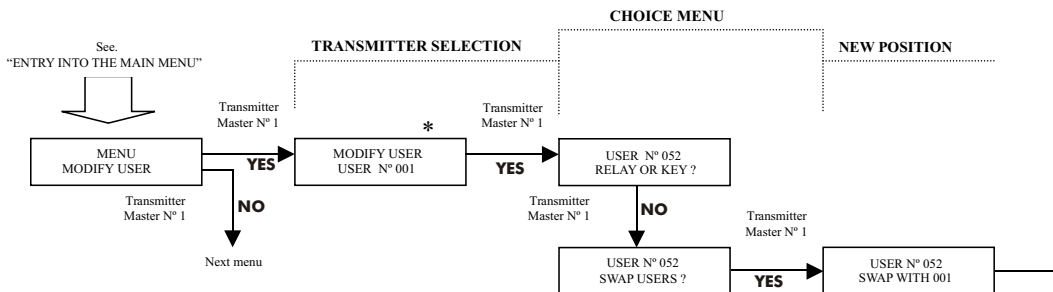 CHOICE MENU
TRANSMITTER SELECTION
NEW POSITION
See.
“ENTRY INTO THE MAIN MENU”
Transmitter
Master Nº 1
*
Transmitter
Master Nº 1
MENU
MODIFY USER
YES
MODIFY USER
USER Nº 001
YES
USER Nº 052
RELAY OR KEY ?
Transmitter
Master Nº 1
NO
Next menu
Transmitter
Master Nº 1
NO
Transmitter
Master Nº 1
USER Nº 052
SWAP USERS ?
YES
USER Nº 052
SWAP WITH 001